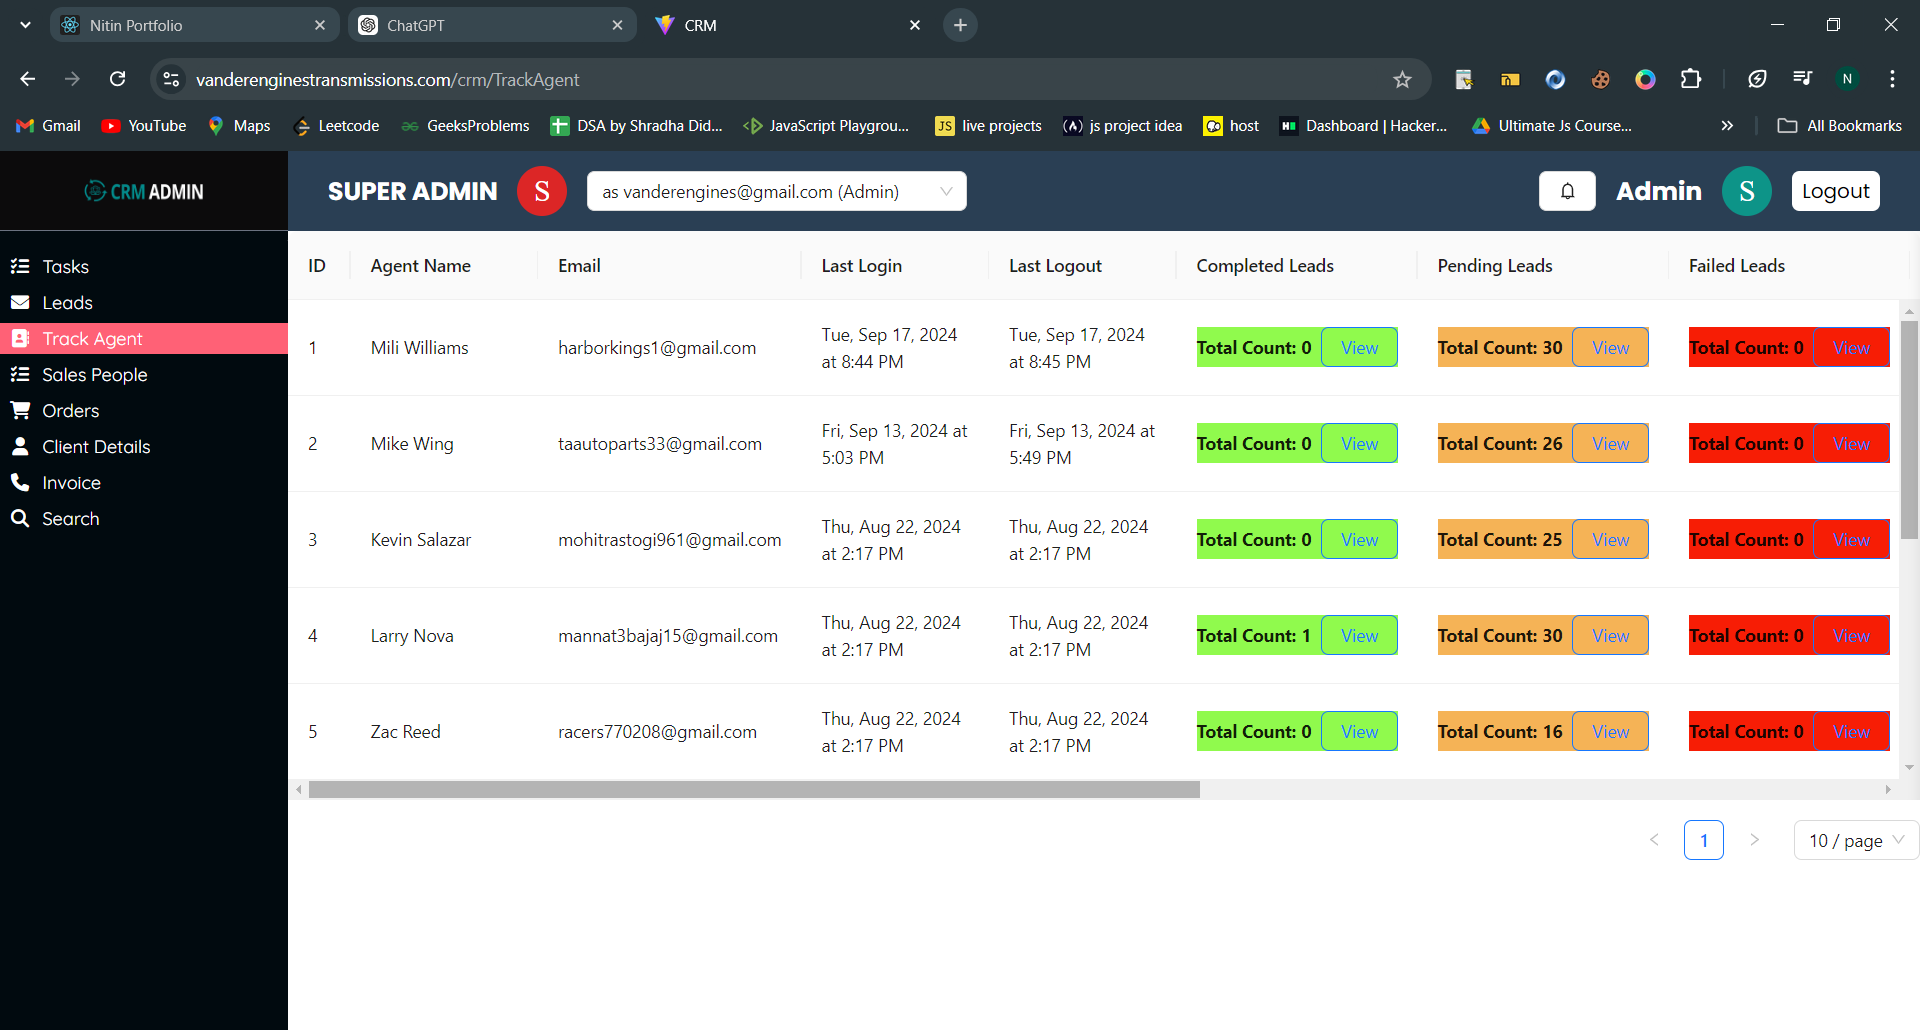 Nitin Portfolio
ChatGPT
CRM
vanderenginestransmissions.com/crm/TrackAgent
N
Gmail
YouTube
Maps
Leetcode
GeeksProblems
DSA by Shradha Did...
JavaScript Playgrou...
JS live projects
js project idea
host
Dashboard | Hacker...
Ultimate Js Course...
All Bookmarks
CRM ADMIN
SUPER ADMIN
S
as vanderengines@gmail.com (Admin)
Admin
S
Logout
Tasks
Leads
Track Agent
Sales People
Orders
Client Details
Invoice
Search
ID Agent Name Email Last Login Last Logout Completed Leads Pending Leads Failed Leads
1 Mili Williams harborkings1@gmail.com Tue, Sep 17, 2024 at 8:44 PM Tue, Sep 17, 2024 at 8:45 PM Total Count: 0 View Total Count: 30 View Total Count: 0 View
2 Mike Wing taautoparts33@gmail.com Fri, Sep 13, 2024 at 5:03 PM Fri, Sep 13, 2024 at 5:49 PM Total Count: 0 View Total Count: 26 View Total Count: 0 View
3 Kevin Salazar mohitrastogi961@gmail.com Thu, Aug 22, 2024 at 2:17 PM Thu, Aug 22, 2024 at 2:17 PM Total Count: 0 View Total Count: 25 View Total Count: 0 View
4 Larry Nova mannat3bajaj15@gmail.com Thu, Aug 22, 2024 at 2:17 PM Thu, Aug 22, 2024 at 2:17 PM Total Count: 1 View Total Count: 30 View Total Count: 0 View
5 Zac Reed racers770208@gmail.com Thu, Aug 22, 2024 at 2:17 PM Thu, Aug 22, 2024 at 2:17 PM Total Count: 0 View Total Count: 16 View Total Count: 0 View
1
10 / page